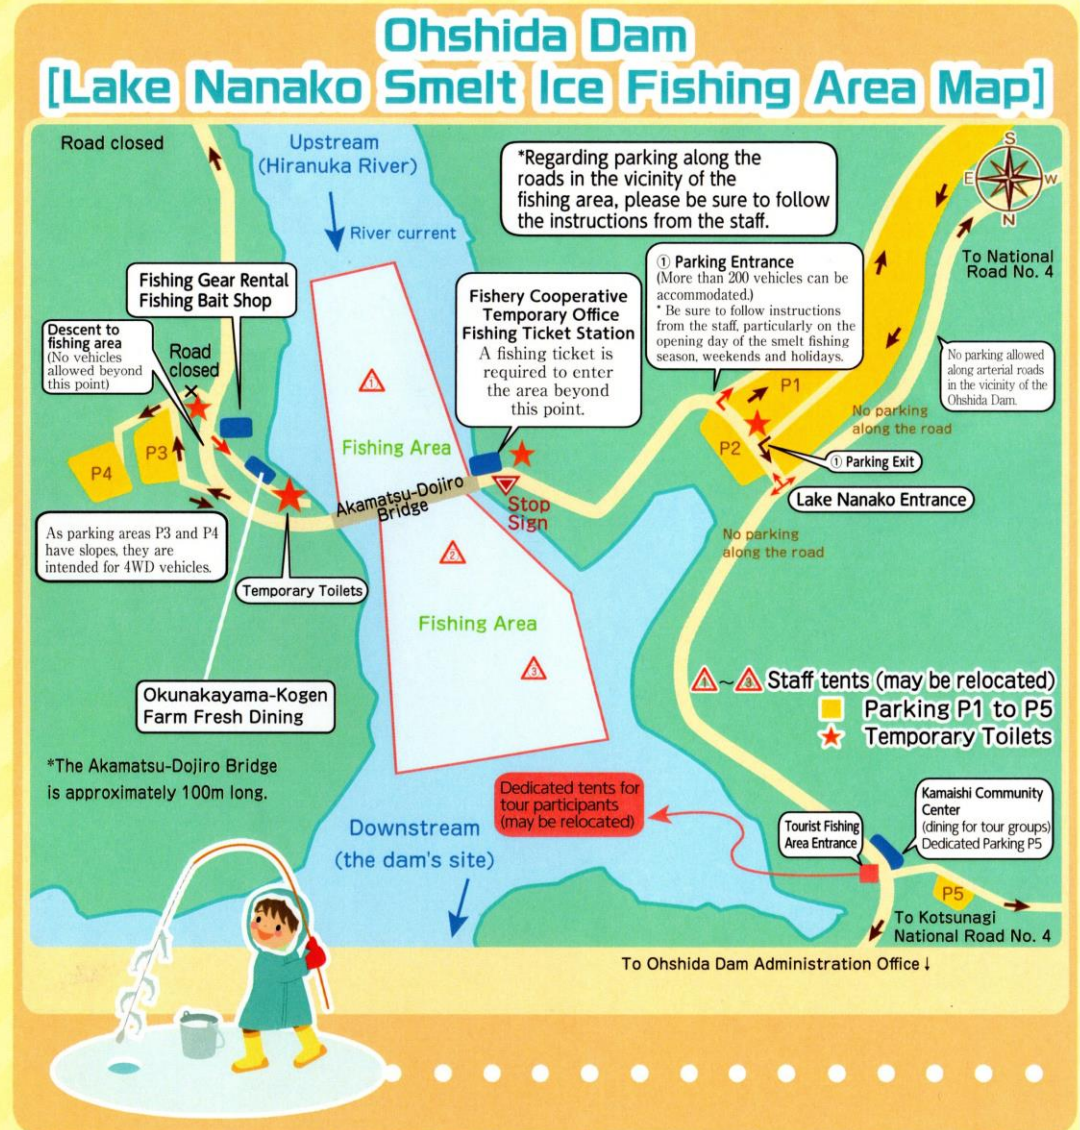 Ohshida Dam
[Lake Nanako Smelt Ice Fishing Area Map]
Road closed
Upstream
(Hiranuka River)
River current
*Regarding parking along the
roads in the vicinity of the
fishing area, please be sure to follow
the instructions from the staff.
S
E
W
N
To National
Road No. 4
Fishing Gear Rental
Fishing Bait Shop
Descent to
fishing area
(No vehicles
allowed beyond
this point)
Road
closed
Fishery Cooperative
Temporary Office
Fishing Ticket Station
A fishing ticket is
required to enter
the area beyond
this point.
① Parking Entrance
(More than 200 vehicles can be
accommodated.)
* Be sure to follow instructions
from the staff, particularly on the
opening day of the smelt fishing
season, weekends and holidays.
No parking allowed
along arterial roads
in the vicinity of the
Ohshida Dam.
1
P1
No parking
along the road
P2
① Parking Exit
Lake Nanako Entrance
Fishing Area
P3
P4
Akamatsu-Dojiro
Bridge
Stop
Sign
As parking areas P3 and P4
have slopes, they are
intended for 4WD vehicles.
Temporary Toilets
No parking
along the road
2
Fishing Area
3
Okunakayama-Kogen
Farm Fresh Dining
1 ~ 3 Staff tents (may be relocated)
Parking P1 to P5
Temporary Toilets
*The Akamatsu-Dojiro Bridge
is approximately 100m long.
Dedicated tents for
tour participants
(may be relocated)
Downstream
(the dam's site)
Tourist Fishing
Area Entrance
Kamaishi Community
Center
(dining for tour groups)
Dedicated Parking P5
P5
To Kotsunagi
National Road No. 4
To Ohshida Dam Administration Office ↓